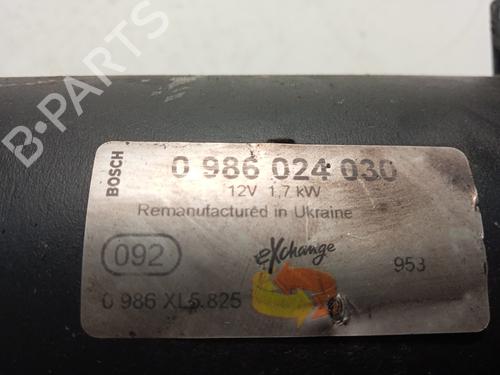 B-PARTS
BOSCH
0 986 024 030
12V 1.7 kW
Remanufactured in Ukraine
092
eXchange
953
0 986 XL5 825